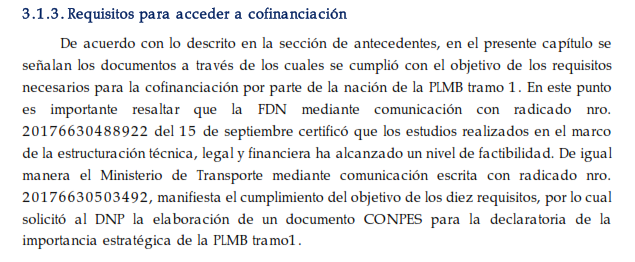 3.1.3. Requisitos para acceder a cofinanciación
De acuerdo con lo descrito en la sección de antecedentes, en el presente capítulo se
señalan los documentos a través de los cuales se cumplió con el objetivo de los requisitos
necesarios para la cofinanciación por parte de la nación de la PLMB tramo 1. En este punto
es importante resaltar que la FDN mediante comunicación con radicado nro.
20176630488922 del 15 de septiembre certificó que los estudios realizados en el marco
de la estructuración técnica, legal y financiera ha alcanzado un nivel de factibilidad. De igual
manera el Ministerio de Transporte mediante comunicación escrita con radicado nro.
20176630503492, manifiesta el cumplimiento del objetivo de los diez requisitos, por lo cual
solicitó al DNP la elaboración de un documento CONPES para la declaratoria de la
importancia estratégica de la PLMB tramo1.